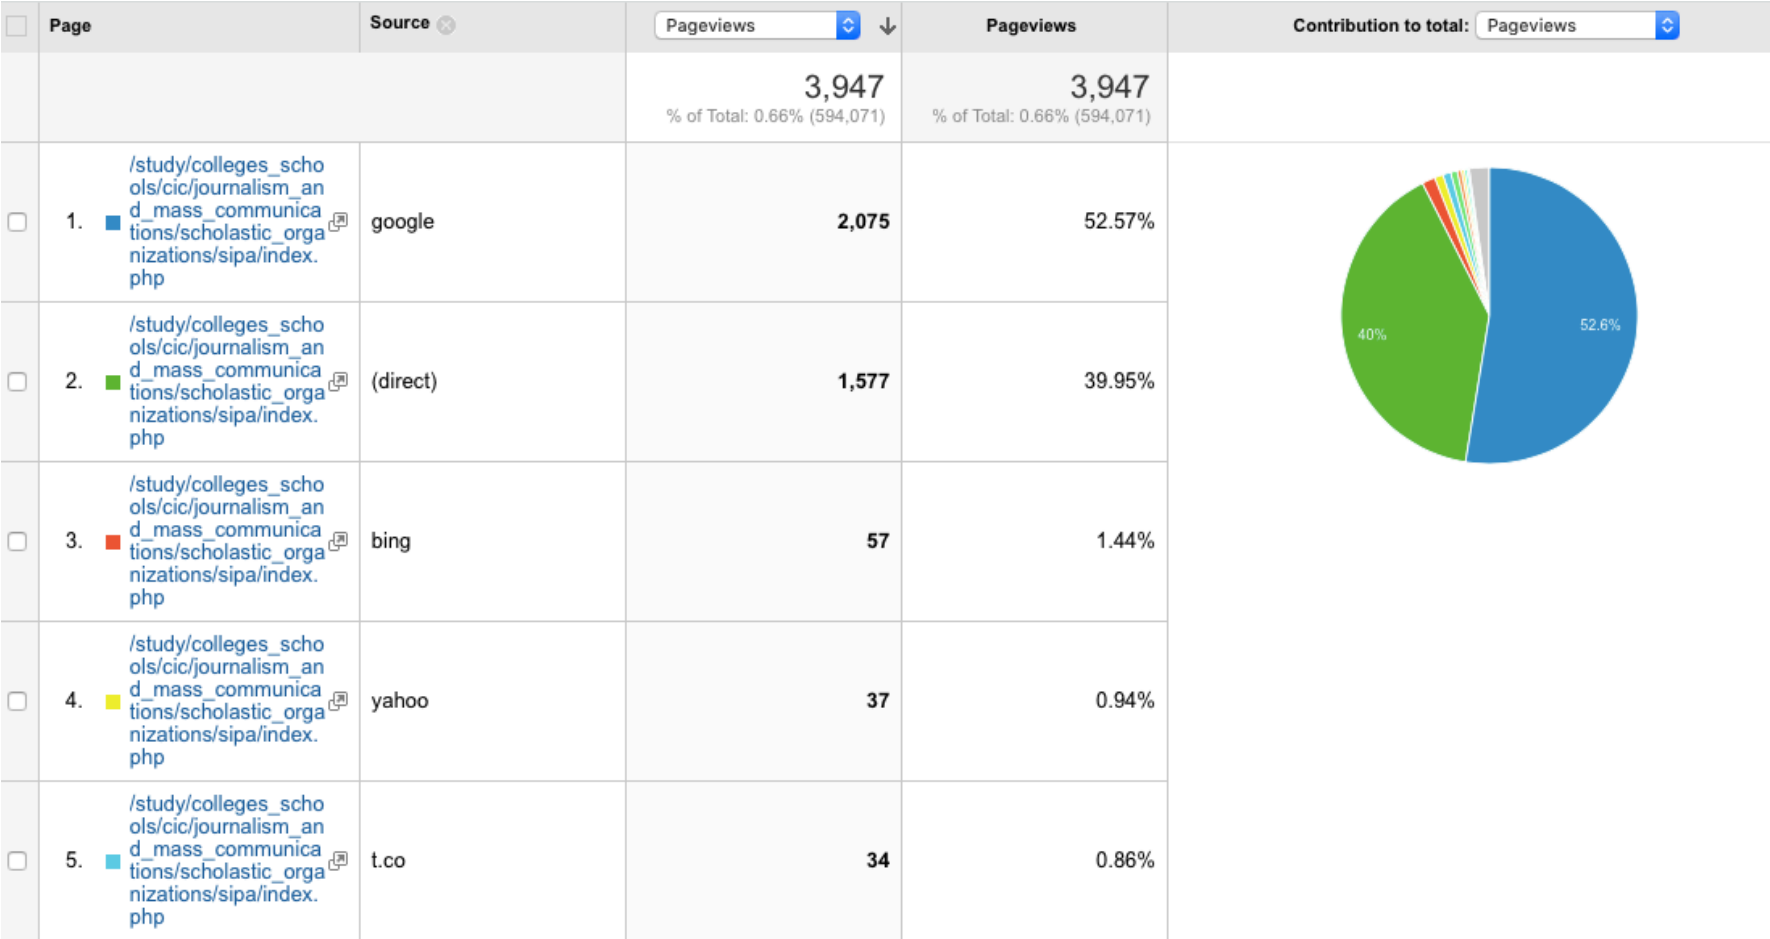 Page Source Pageviews Pageviews Contribution to total: Pageviews
3,947 3,947
% of Total: 0.66% (594,071) % of Total: 0.66% (594,071)
/study/colleges_scho
ols/cic/journalism_an
d_mass_communica
1. tions/scholastic_orga google 2,075 52.57%
nizations/sipa/index.
php
52.6%
40%
/study/colleges_scho
ols/cic/journalism_an
d_mass_communica
2. tions/scholastic_orga (direct) 1,577 39.95%
nizations/sipa/index.
php
/study/colleges_scho
ols/cic/journalism_an
d_mass_communica
3. tions/scholastic_orga bing 57 1.44%
nizations/sipa/index.
php
/study/colleges_scho
ols/cic/journalism_an
d_mass_communica
4. tions/scholastic_orga yahoo 37 0.94%
nizations/sipa/index.
php
/study/colleges_scho
ols/cic/journalism_an
d_mass_communica
5. tions/scholastic_orga t.co 34 0.86%
nizations/sipa/index.
php